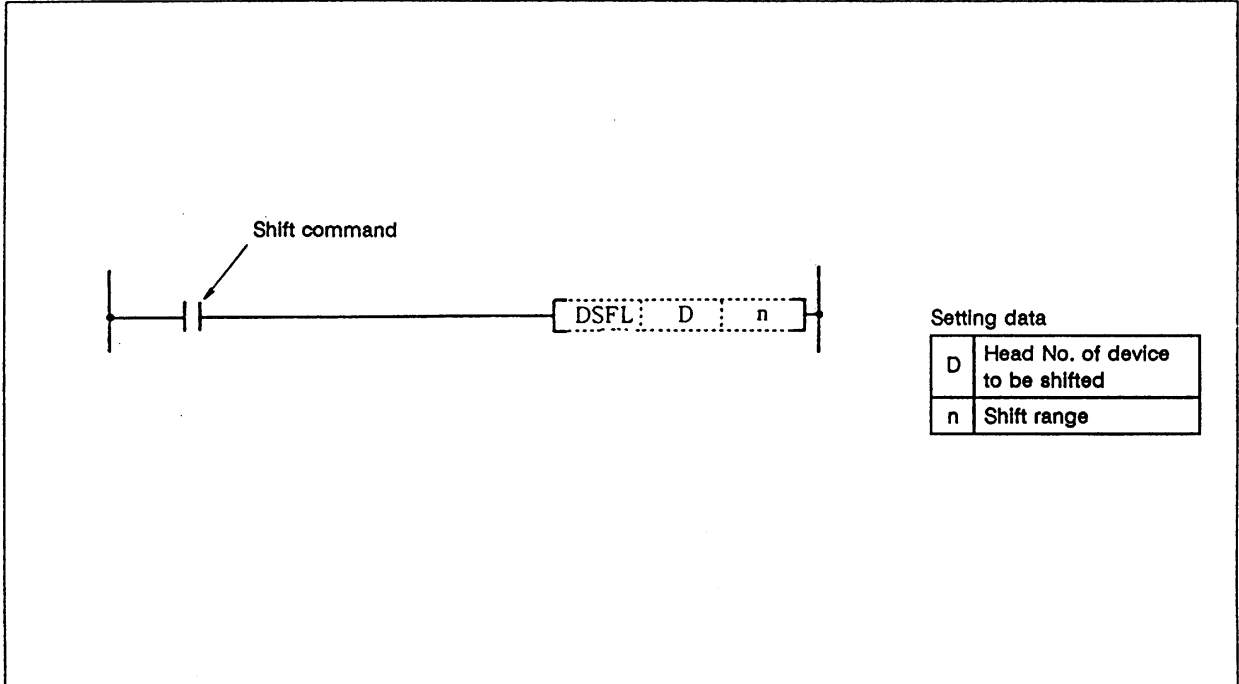 Shift command
DSFL D n
Setting data
D Head No. of device
to be shifted
n Shift range